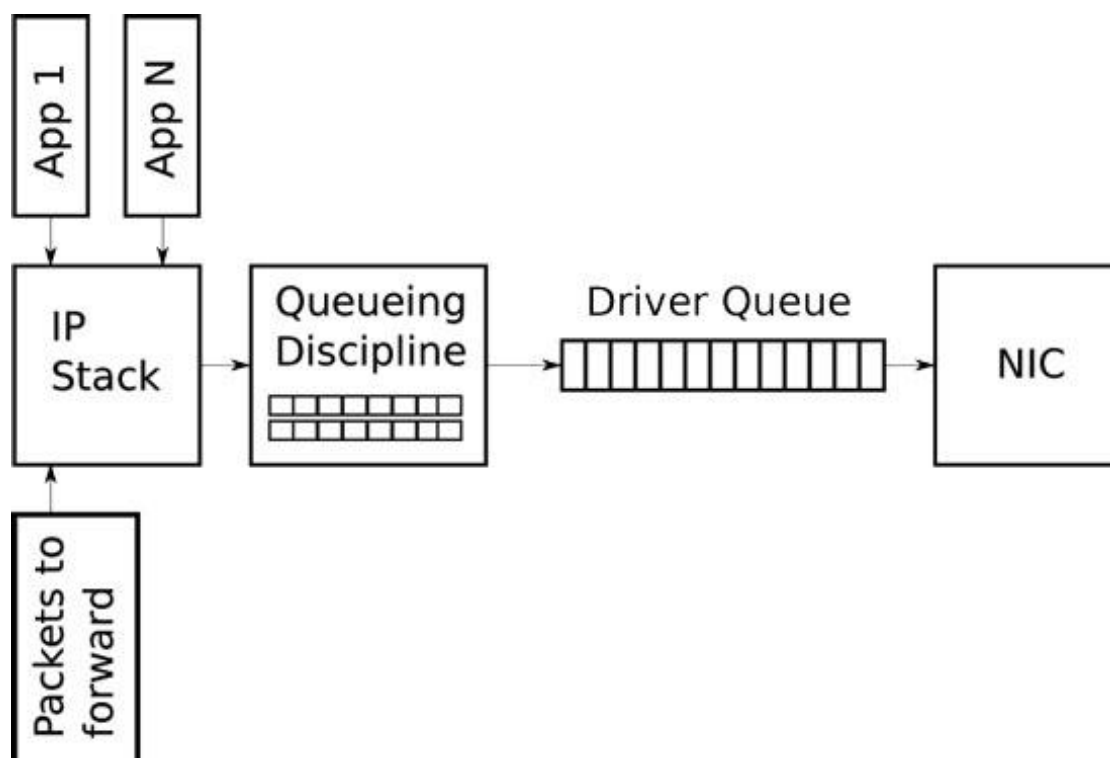 App 1
App N
IP
Stack
Queueing
Discipline
Driver Queue
NIC
Packets to
forward